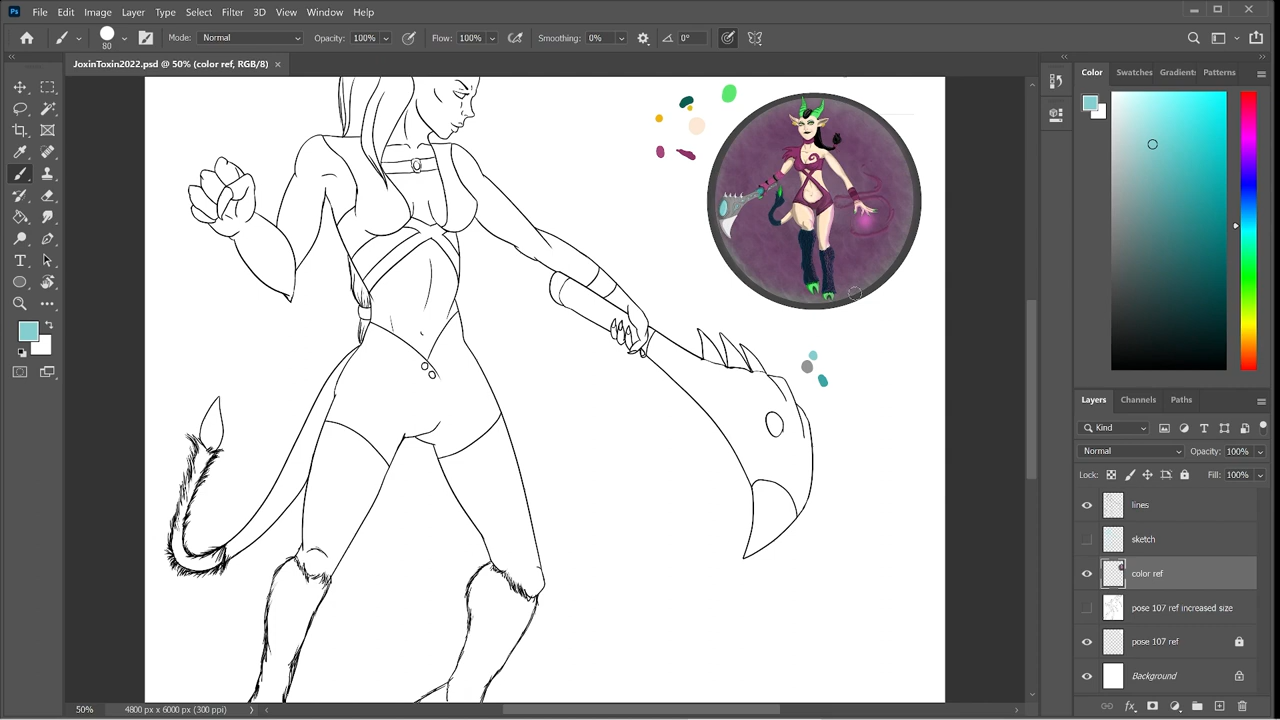 Ps File Edit Image Layer Type Select Filter 3D View Window Help
80 Mode: Normal Opacity: 100% Flow: 100% Smoothing: 0% 0°
JoxinToxin2022.psd @ 50% (color ref, RGB/8) ×
Color Swatches Gradient: Patterns
Layers Channels Paths
Kind
Normal Opacity: 100%
Lock: Fill: 100%
lines
sketch
color ref
pose 107 ref increased size
pose 107 ref
Background
fx
50% 4800 px x 6000 px (300 ppi)